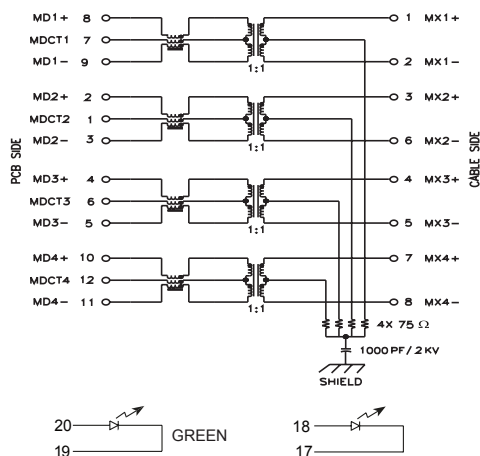 MD1+ 8 1 MX1+
MDCT1 7
MD1- 9 2 MX1-
1:1
MD2+ 2 3 MX2+
MDCT2 1
MD2- 3 6 MX2-
1:1
PCB SIDE
CABLE SIDE
MD3+ 4 4 MX3+
MDCT3 6
MD3- 5 5 MX3-
1:1
MD4+ 10 7 MX4+
MDCT4 12
MD4- 11 8 MX4-
1:1
4X 75 Ω
1000PF/2KV
SHIELD
20 18
GREEN
19 17